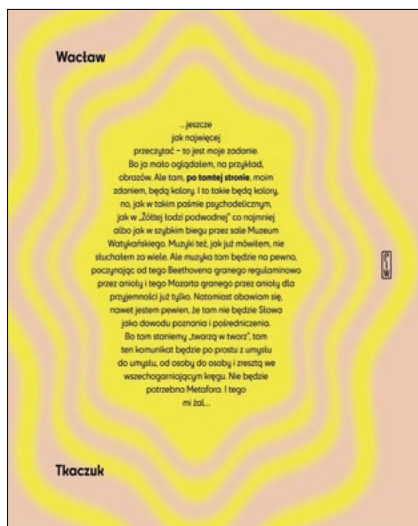 Wacław
...jeszcze
jak najwięcej
przeczytać – to jest moje zadanie.
Bo ja mało oglądałem, na przykład,
obrazów. Ale tam, po tamtej stronie, moim
zdaniem, będą kolory. I to takie będą kolory,
no, jak w takim paśmie psychodelicznym,
jak w „Żółtej łodzi podwodnej” co najmniej
albo jak w szybkim biegu przez sale Muzeum
Watykańskiego. Muzyki też, jak już mówiłem, nie
słuchałem za wiele. Ale muzyka tam będzie na pewno,
poczynając od tego Beethovena granego regulaminowo
przez anioły i tego Mozarta granego przez anioły dla
przyjemności już tylko. Natomiast obawiam się,
nawet jestem pewien, że tam nie będzie Słowa
jako dowodu poznania i pośredniczenia.
Bo tam staniemy „twarzą w twarz”, tam
ten komunikat będzie po prostu z umysłu
do umysłu, od osoby do osoby i zresztą we
wszechogarniającym kręgu. Nie będzie
potrzebna Metafora. I tego
mi żal...
PIW
Tkaczuk